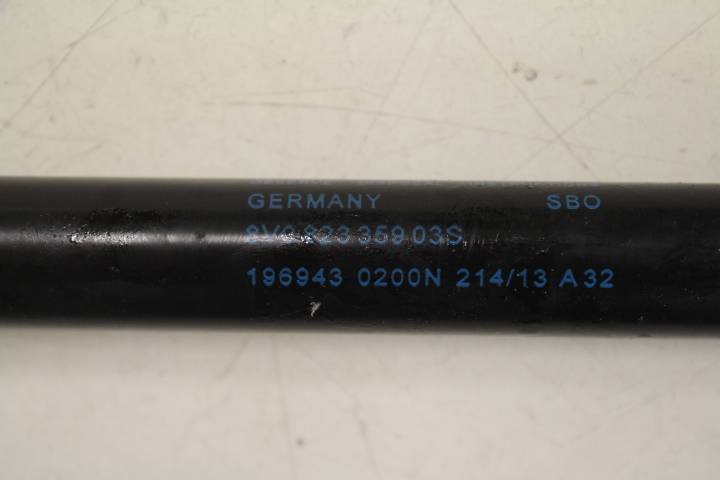 GERMANY SBO
8V0 823 359 03S
196943 0200N 214/13 A32